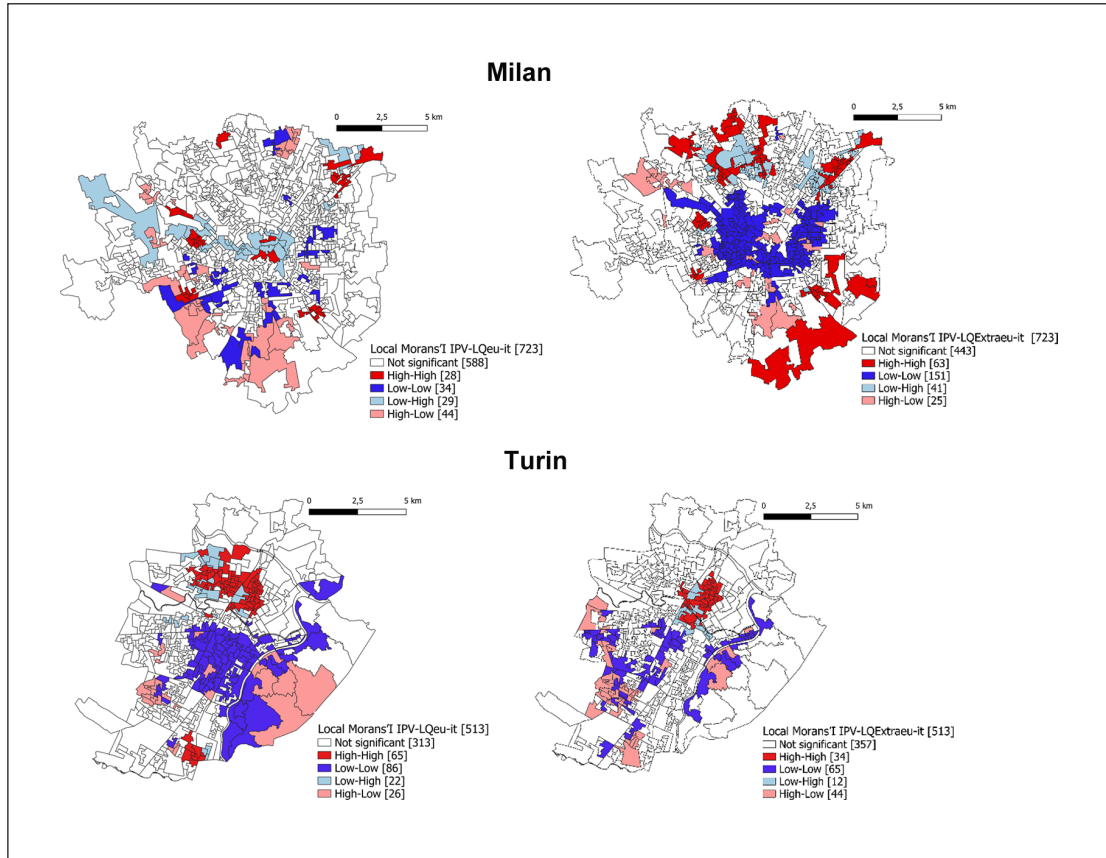 Milan
0 2,5 5 km
Local Morans'I IPV-LQeu-it [723]
Not significant [588]
High-High [28]
Low-Low [34]
Low-High [29]
High-Low [44]
0 2,5 5 km
Local Morans'I IPV-LQExtraeu-it [723]
Not significant [443]
High-High [63]
Low-Low [151]
Low-High [41]
High-Low [25]
Turin
0 2,5 5 km
Local Morans'I IPV-LQeu-it [513]
Not significant [313]
High-High [65]
Low-Low [86]
Low-High [22]
High-Low [26]
0 2,5 5 km
Local Morans'I IPV-LQExtraeu-it [513]
Not significant [357]
High-High [34]
Low-Low [65]
Low-High [12]
High-Low [44]